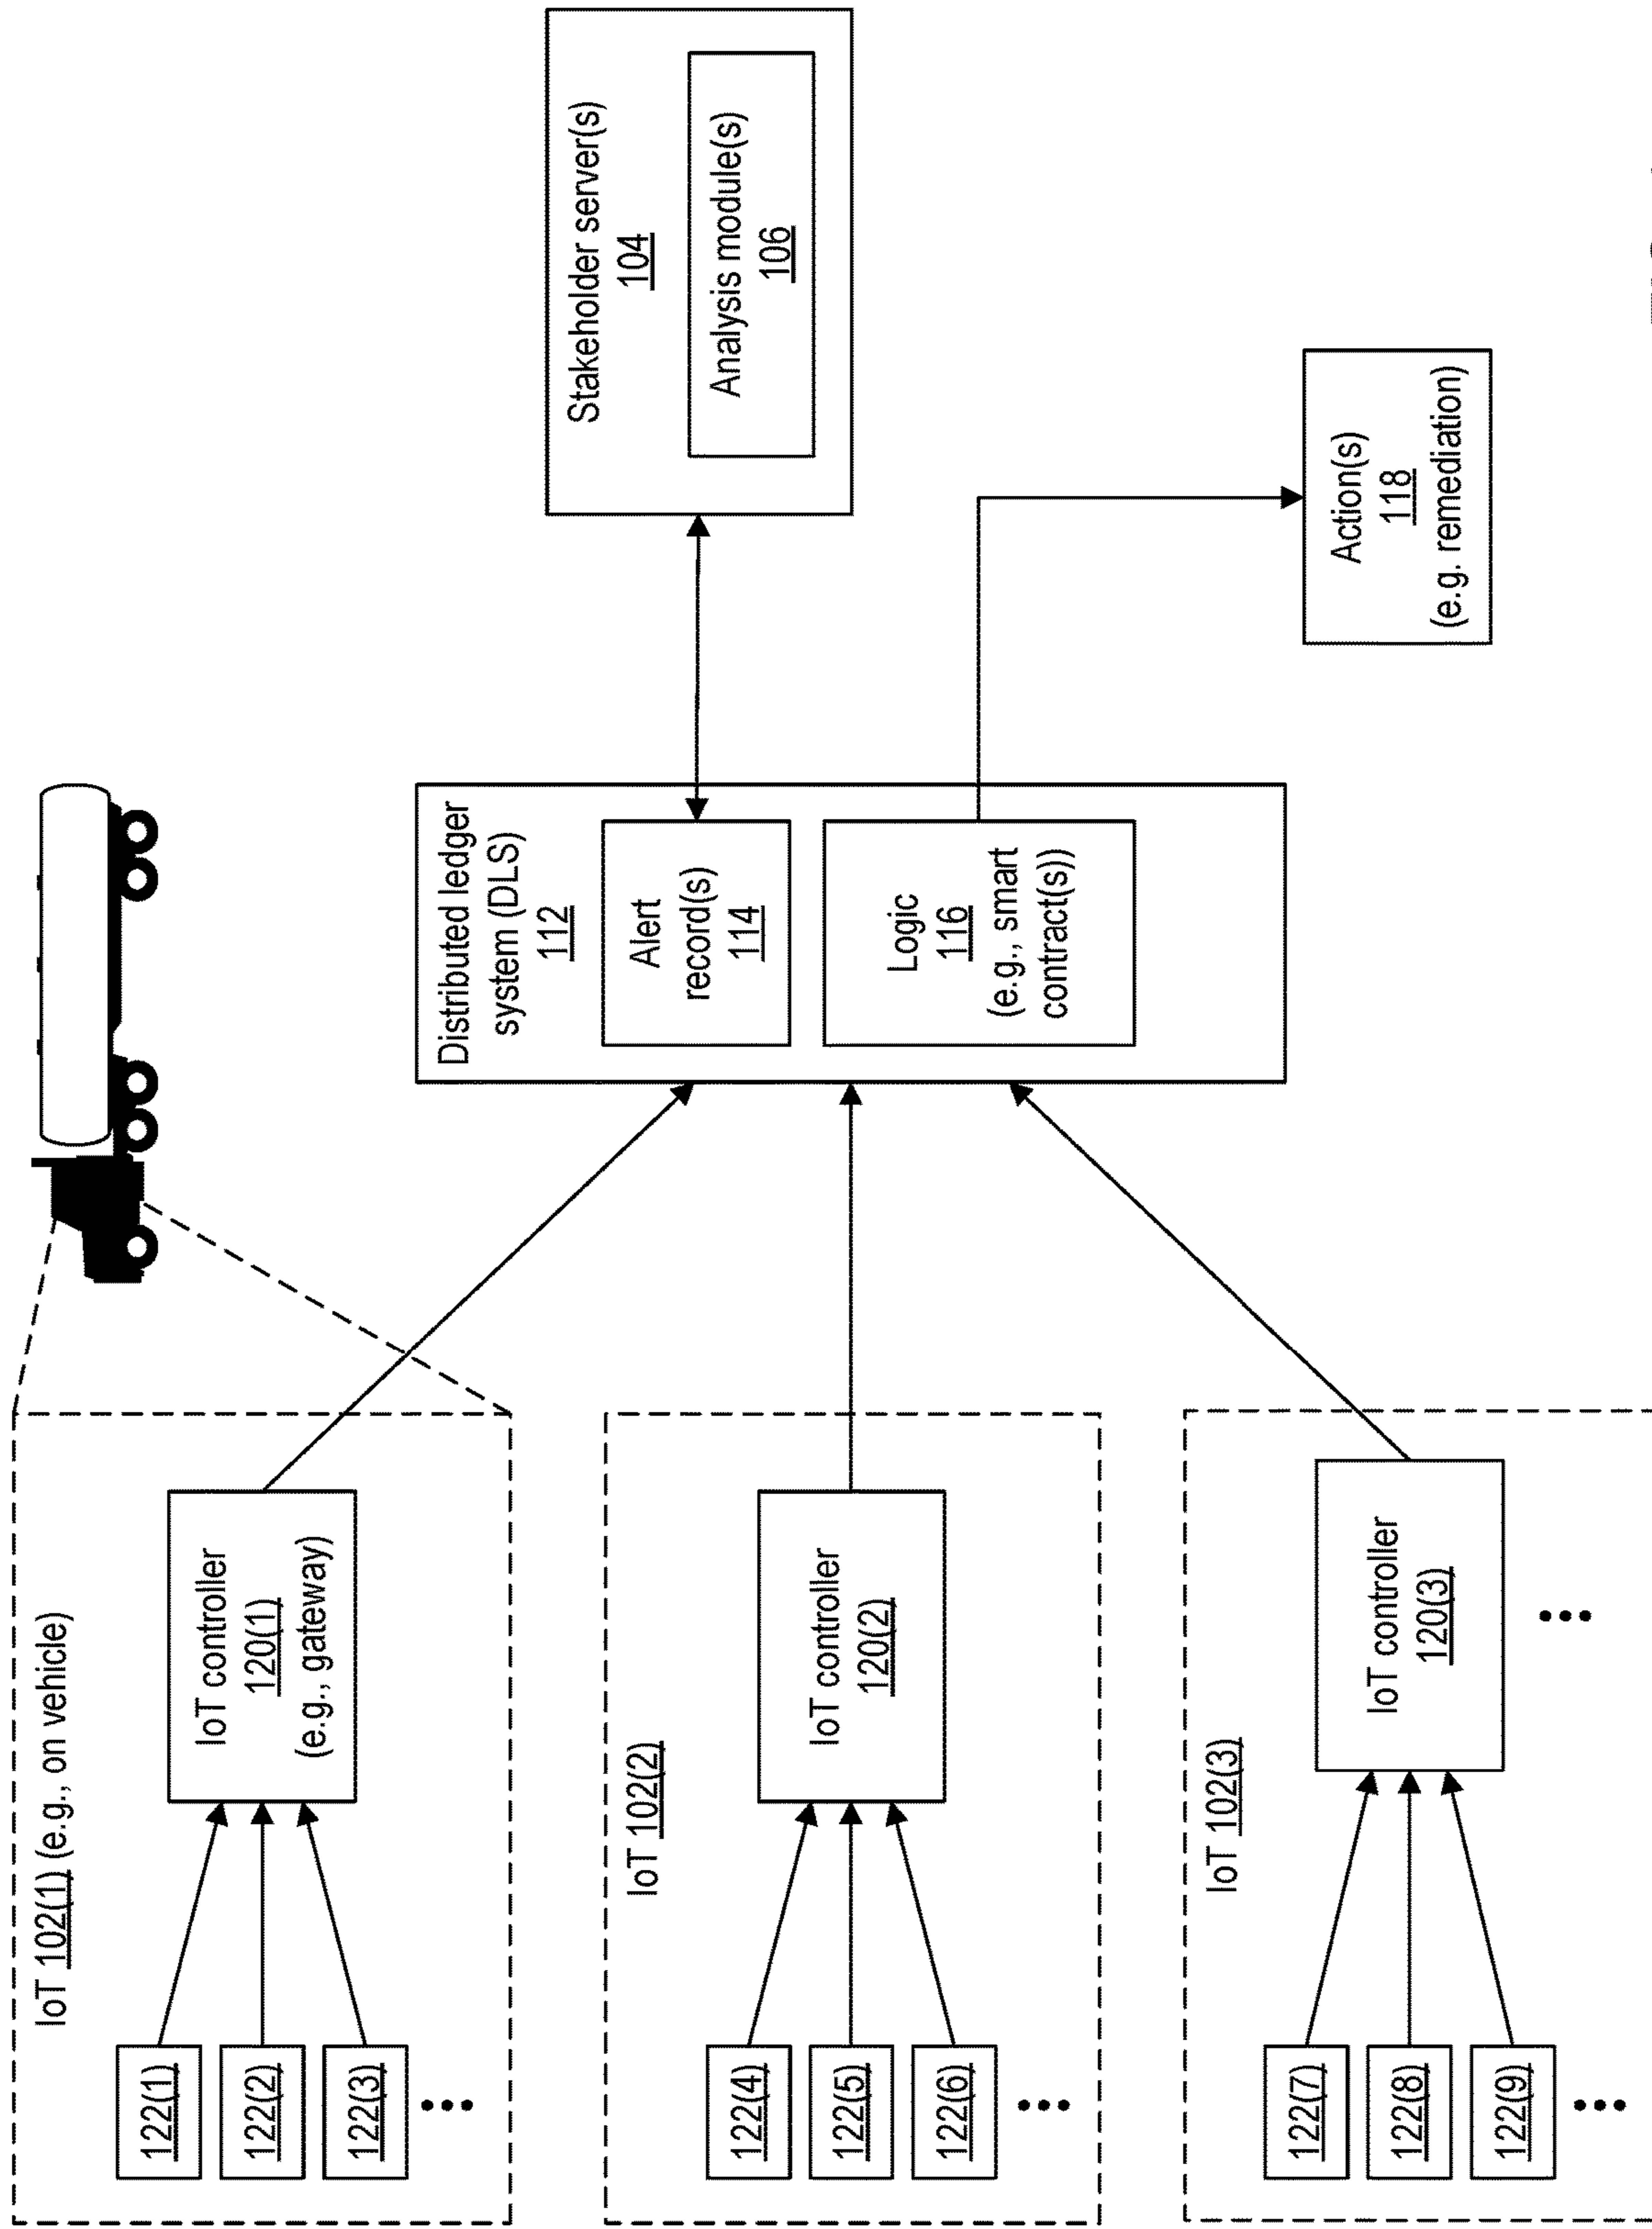 IoT 102(1) (e.g., on vehicle)
122(1)
122(2)
122(3)
IoT controller
120(1)
(e.g., gateway)
IoT 102(2)
122(4)
122(5)
122(6)
IoT controller
120(2)
IoT 102(3)
122(7)
122(8)
122(9)
IoT controller
120(3)
Distributed ledger
system (DLS)
112
Alert
record(s)
114
Logic
116
(e.g., smart
contract(s))
Stakeholder server(s)
104
Analysis module(s)
106
Action(s)
118
(e.g. remediation)